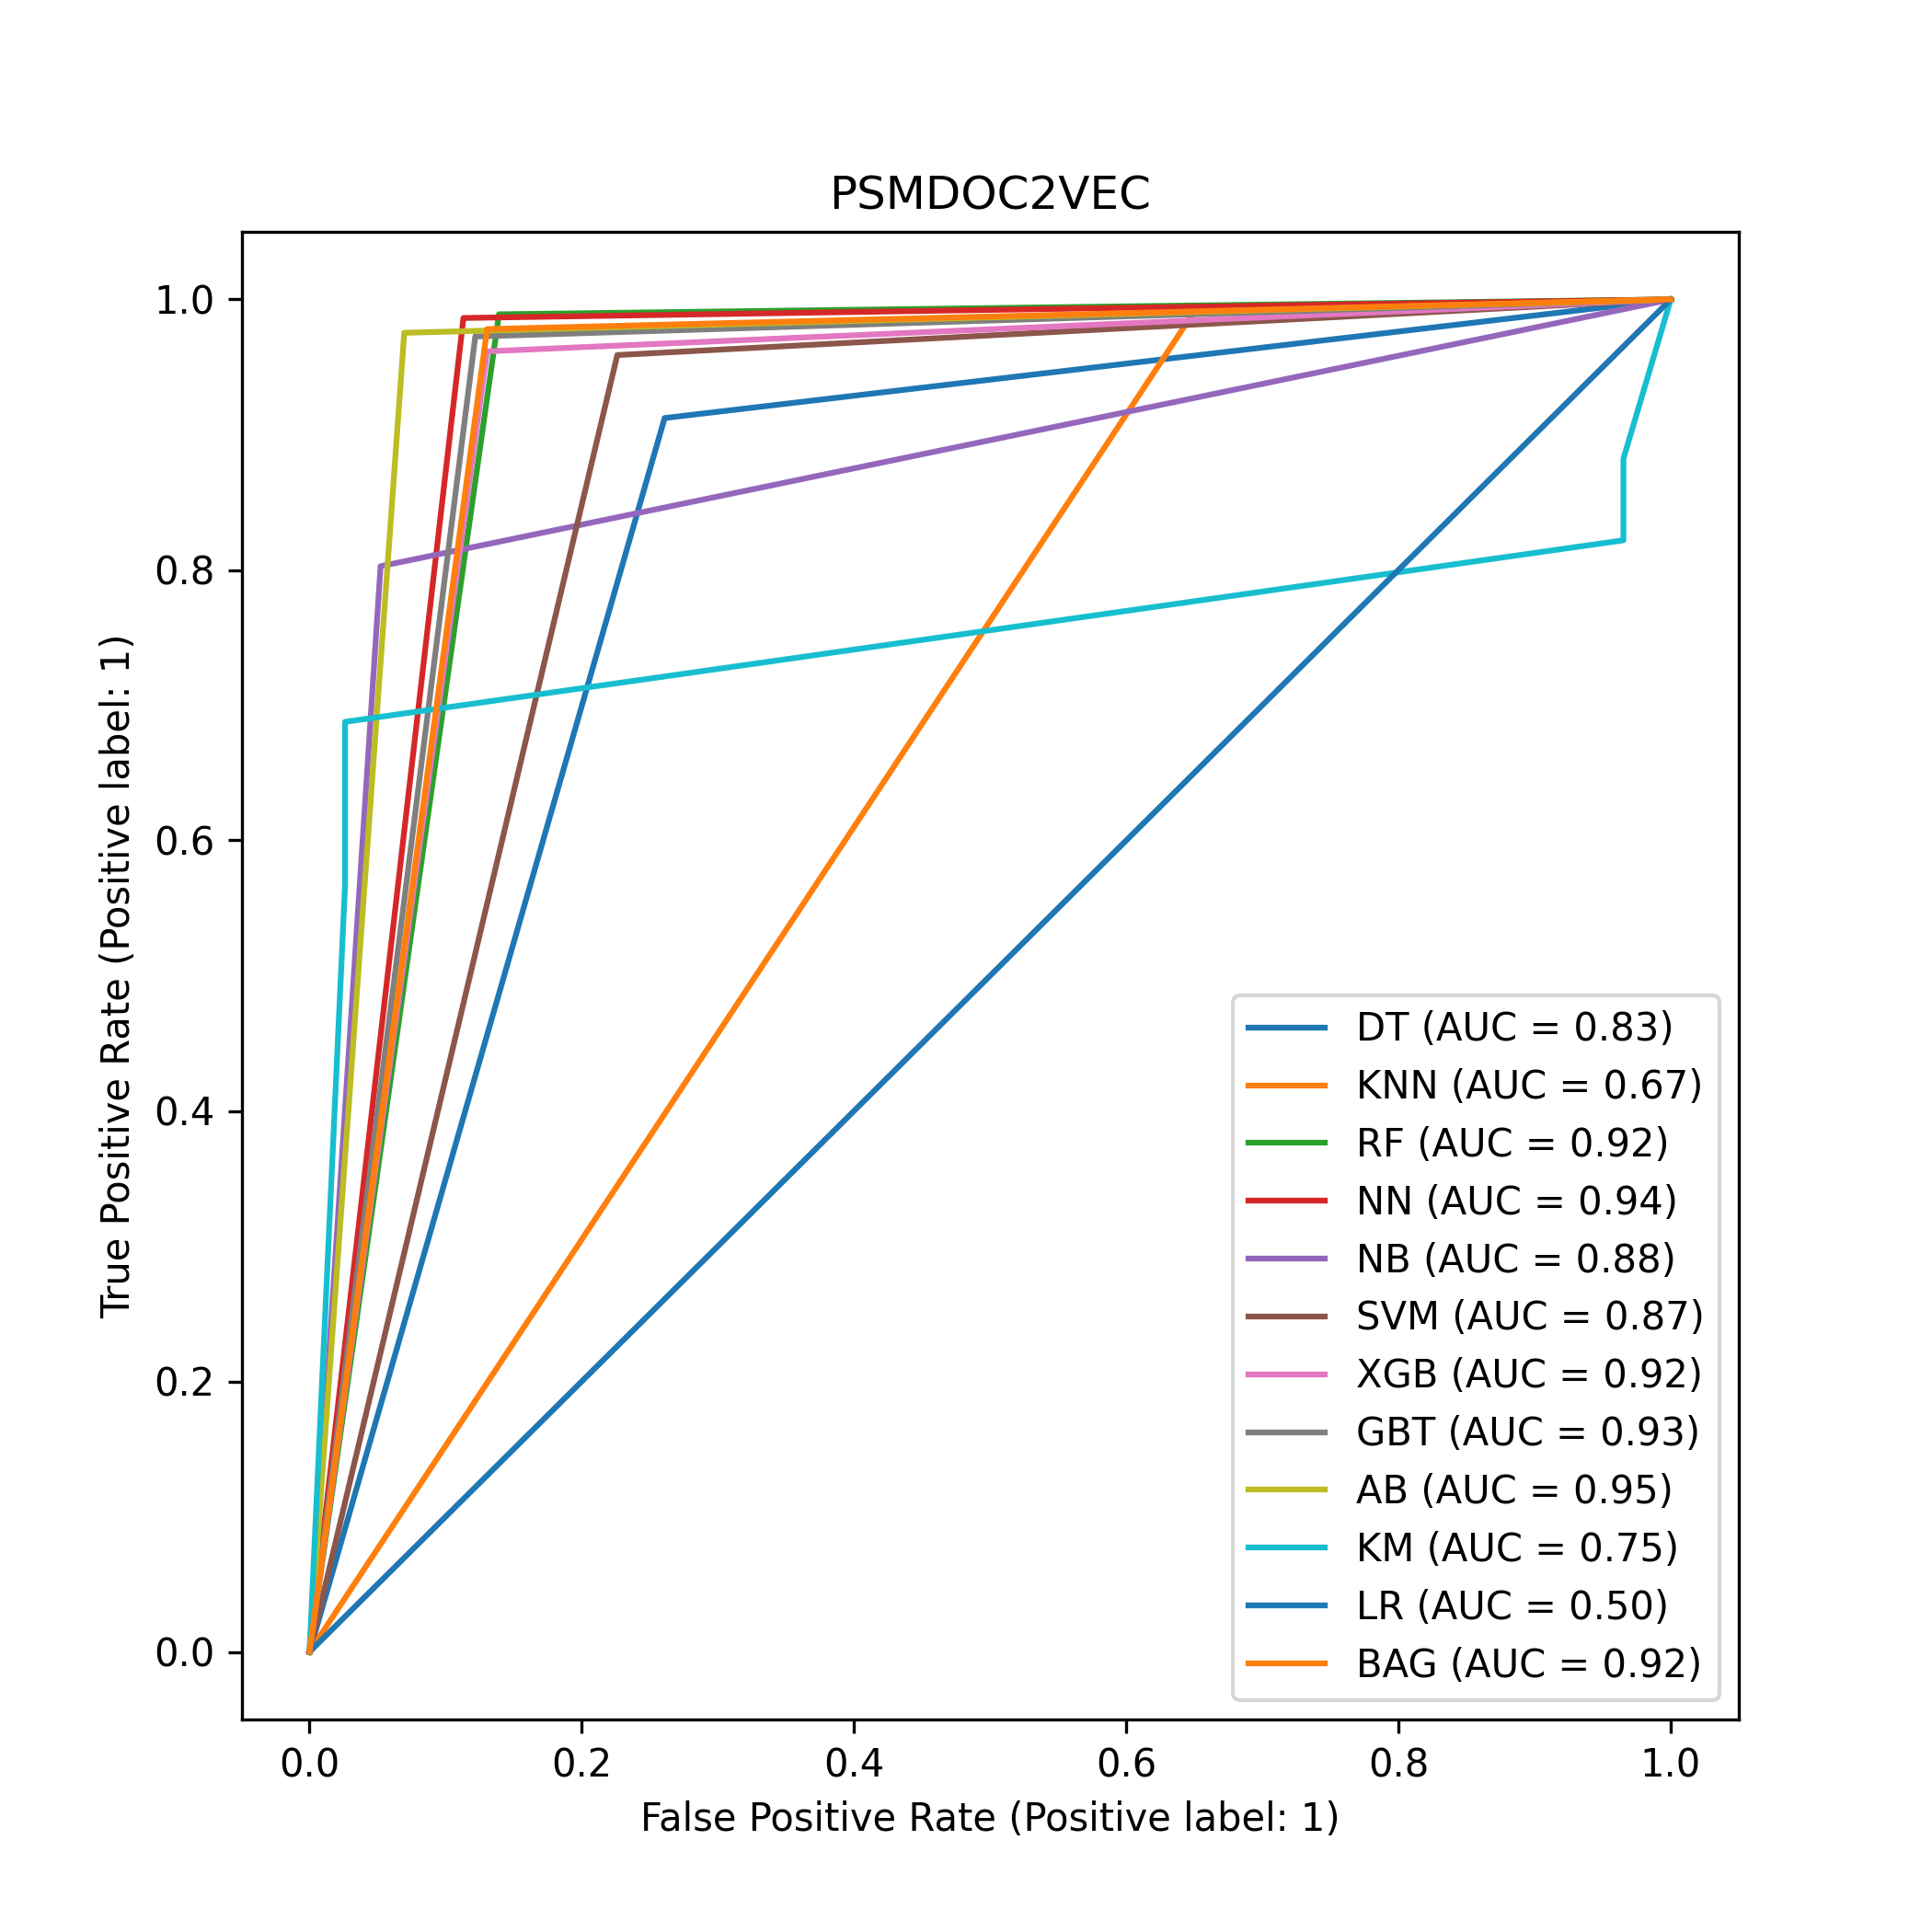 PSMDOC2VEC
1.0
0.8
0.6
0.4
0.2
0.0
True Positive Rate (Positive label: 1)
DT (AUC = 0.83)
KNN (AUC = 0.67)
RF (AUC = 0.92)
NN (AUC = 0.94)
NB (AUC = 0.88)
SVM (AUC = 0.87)
XGB (AUC = 0.92)
GBT (AUC = 0.93)
AB (AUC = 0.95)
KM (AUC = 0.75)
LR (AUC = 0.50)
BAG (AUC = 0.92)
0.0 0.2 0.4 0.6 0.8 1.0
False Positive Rate (Positive label: 1)